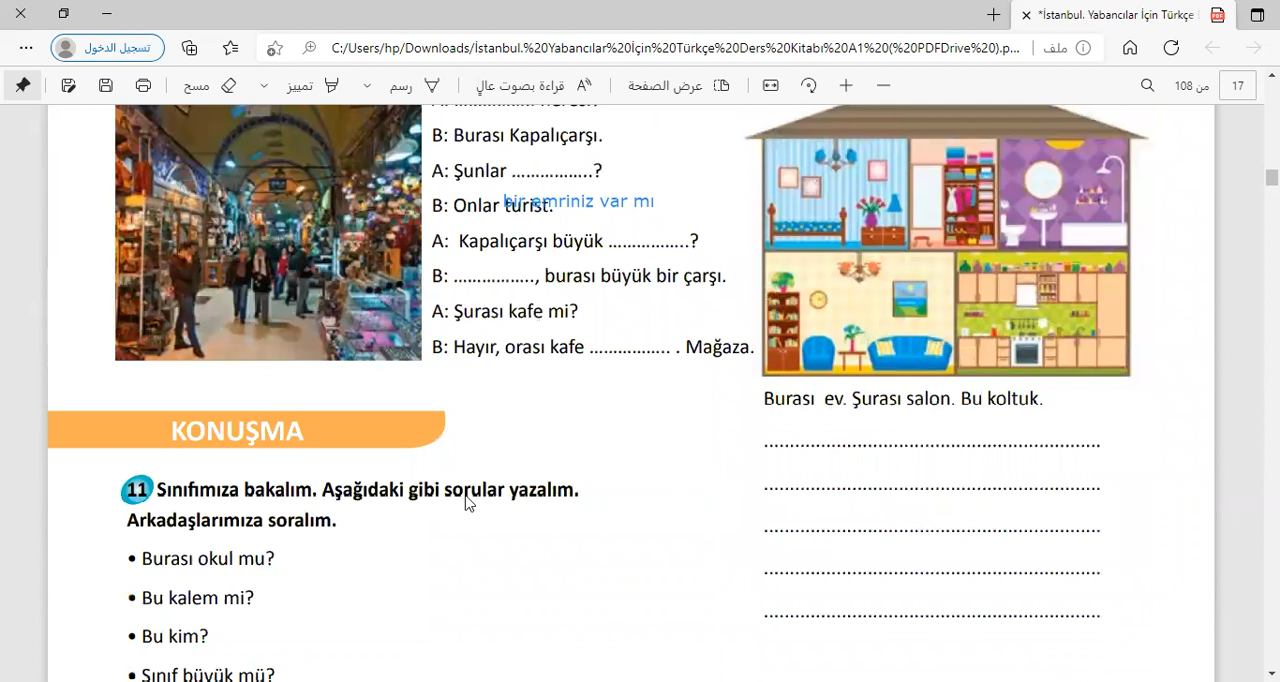 *İstanbul. Yabancılar İçin Türkçe
تسجيل الدخول
C:/Users/hp/Downloads/İstanbul.%20Yabancılar%20İçin%20Türkçe%20Ders%20Kitabı%20A1%20(%20PDFDrive%20).p...
ملف
مسح
تمييز
رسم
قراءة بصوت عالٍ
عرض الصفحة
من 108
17
B: Burası Kapalıçarşı.
A: Şunlar ................?
B: Onlar turist.
bir emriniz var mı
A: Kapalıçarşı büyük ................?
B: ................, burası büyük bir çarşı.
A: Şurası kafe mi?
B: Hayır, orası kafe ................ . Mağaza.
Burası ev. Şurası salon. Bu koltuk.
KONUŞMA
11 Sınıfımıza bakalım. Aşağıdaki gibi sorular yazalım.
Arkadaşlarımıza soralım.
• Burası okul mu?
• Bu kalem mi?
• Bu kim?
• Sınıf büyük mü?